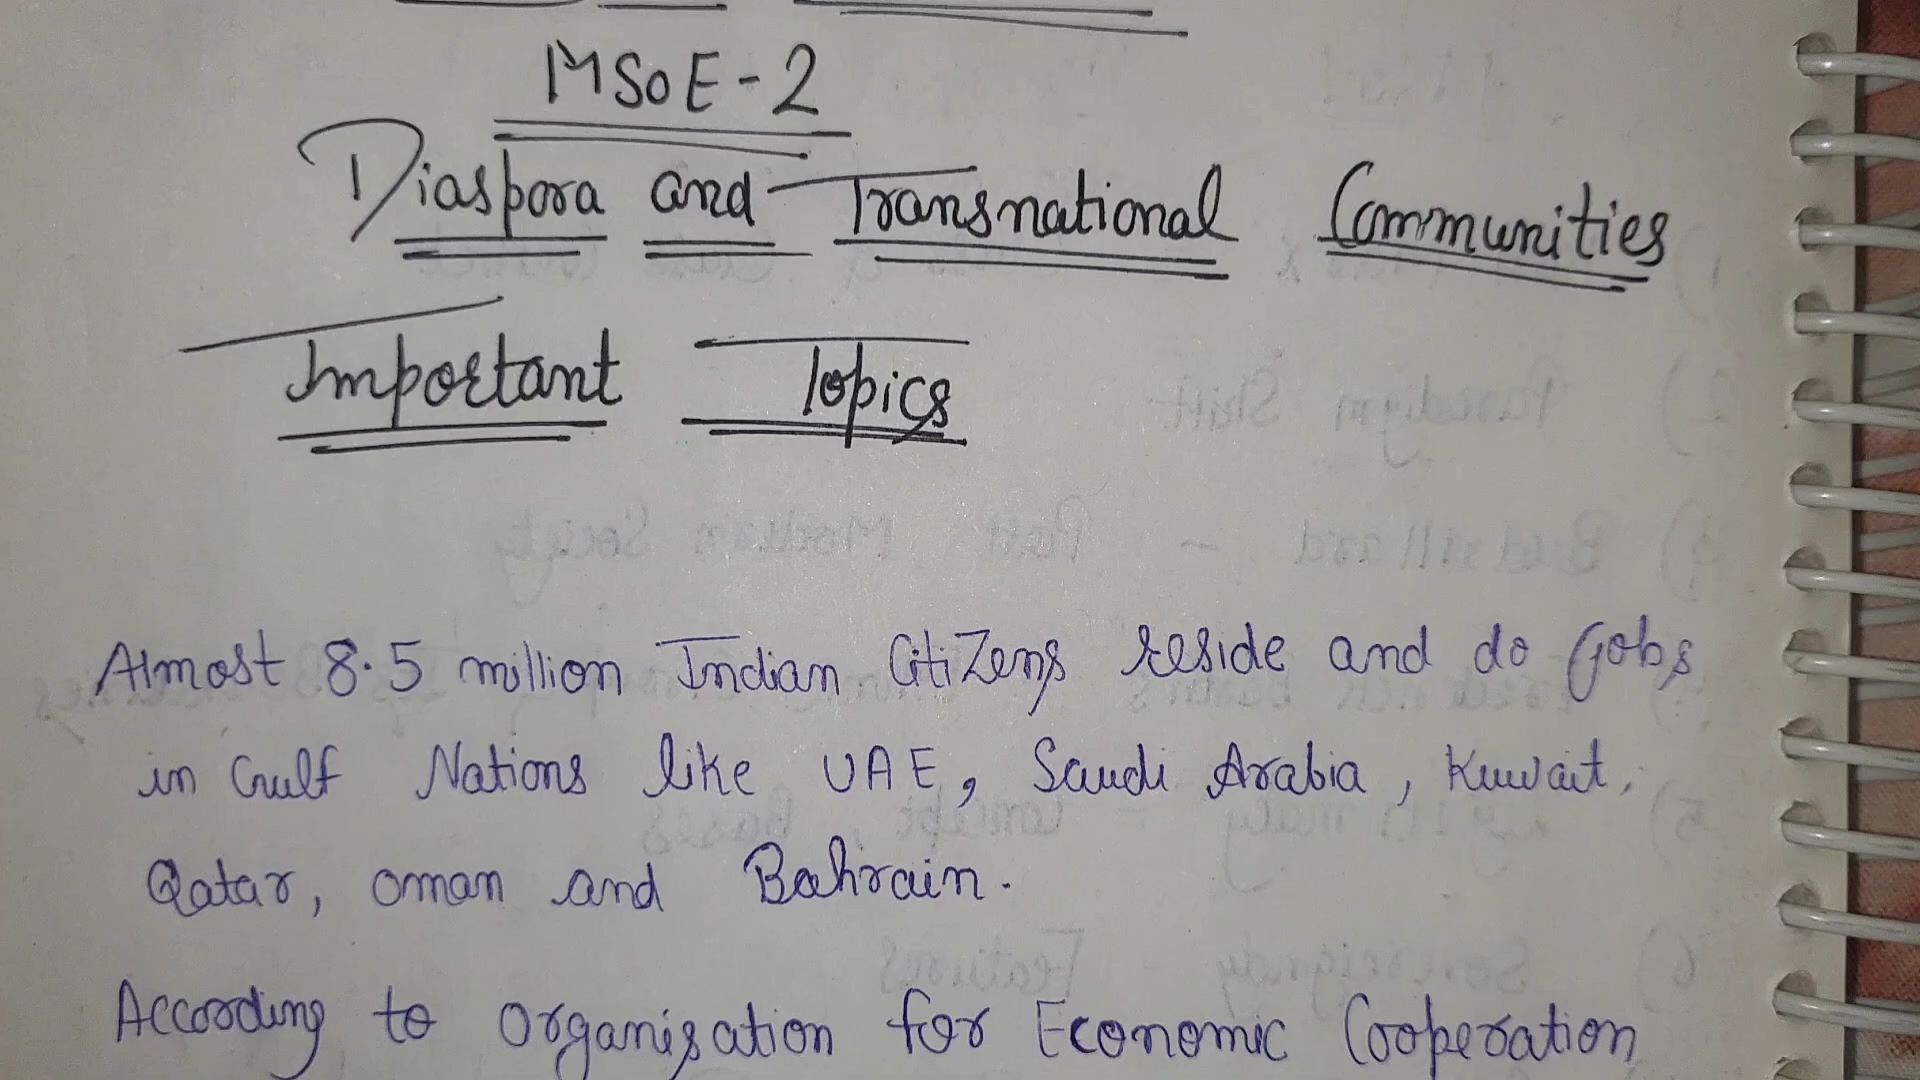 MSoE-2
Diaspora and Transnational Communities
Important Topics
Almost 8.5 million Indian Citizens reside and do jobs
in Gulf Nations like UAE, Saudi Arabia, Kuwait,
Qatar, Oman and Bahrain.
According to Organisation for Economic Cooperation